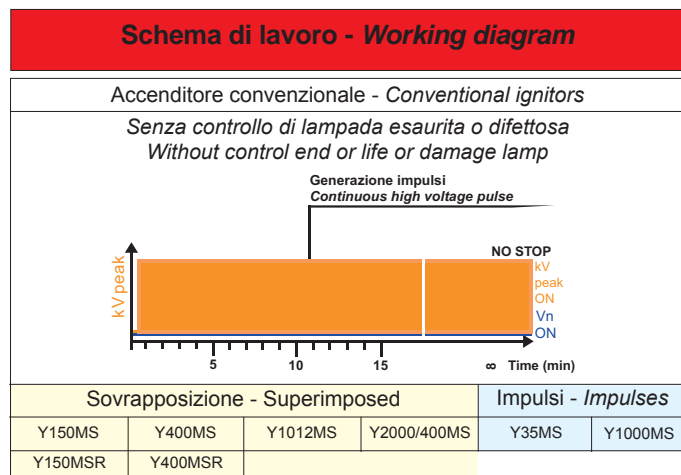 Schema di lavoro - Working diagram
Accenditore convenzionale - Conventional ignitors
Senza controllo di lampada esaurita o difettosa
Without control end or life or damage lamp
Generazione impulsi
Continuous high voltage pulse
NO STOP
kV peak
kV
peak
ON
Vn
ON
5 10 15 ∞ Time (min)
Sovrapposizione - Superimposed Impulsi - Impulses
Y150MS Y400MS Y1012MS Y2000/400MS Y35MS Y1000MS
Y150MSR Y400MSR